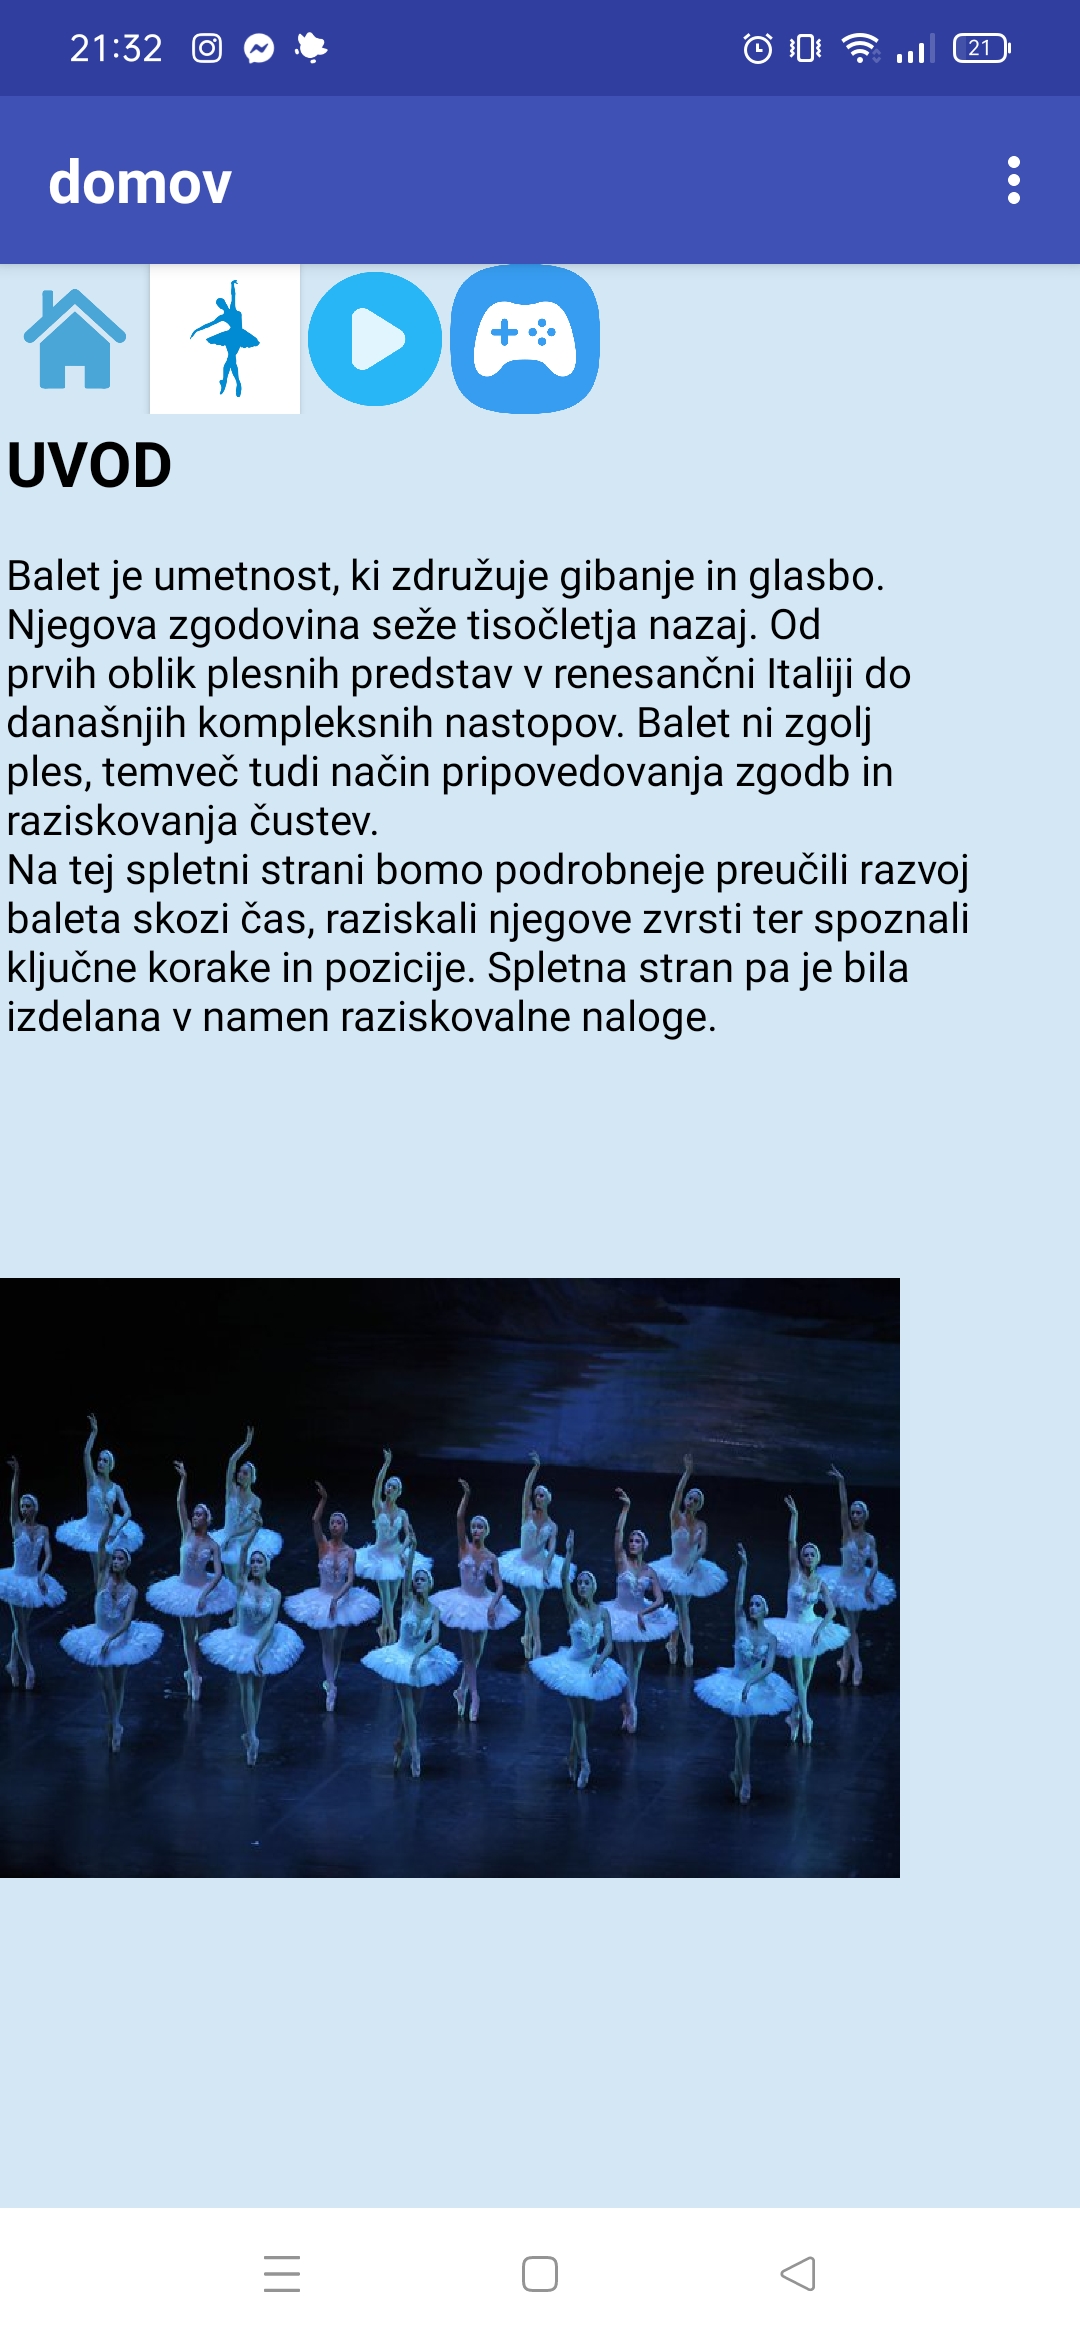 21:32
21
domov
UVOD
Balet je umetnost, ki združuje gibanje in glasbo.
Njegova zgodovina seže tisočletja nazaj. Od
prvih oblik plesnih predstav v renesančni Italiji do
današnjih kompleksnih nastopov. Balet ni zgolj
ples, temveč tudi način pripovedovanja zgodb in
raziskovanja čustev.
Na tej spletni strani bomo podrobneje preučili razvoj
baleta skozi čas, raziskali njegove zvrsti ter spoznali
ključne korake in pozicije. Spletna stran pa je bila
izdelana v namen raziskovalne naloge.